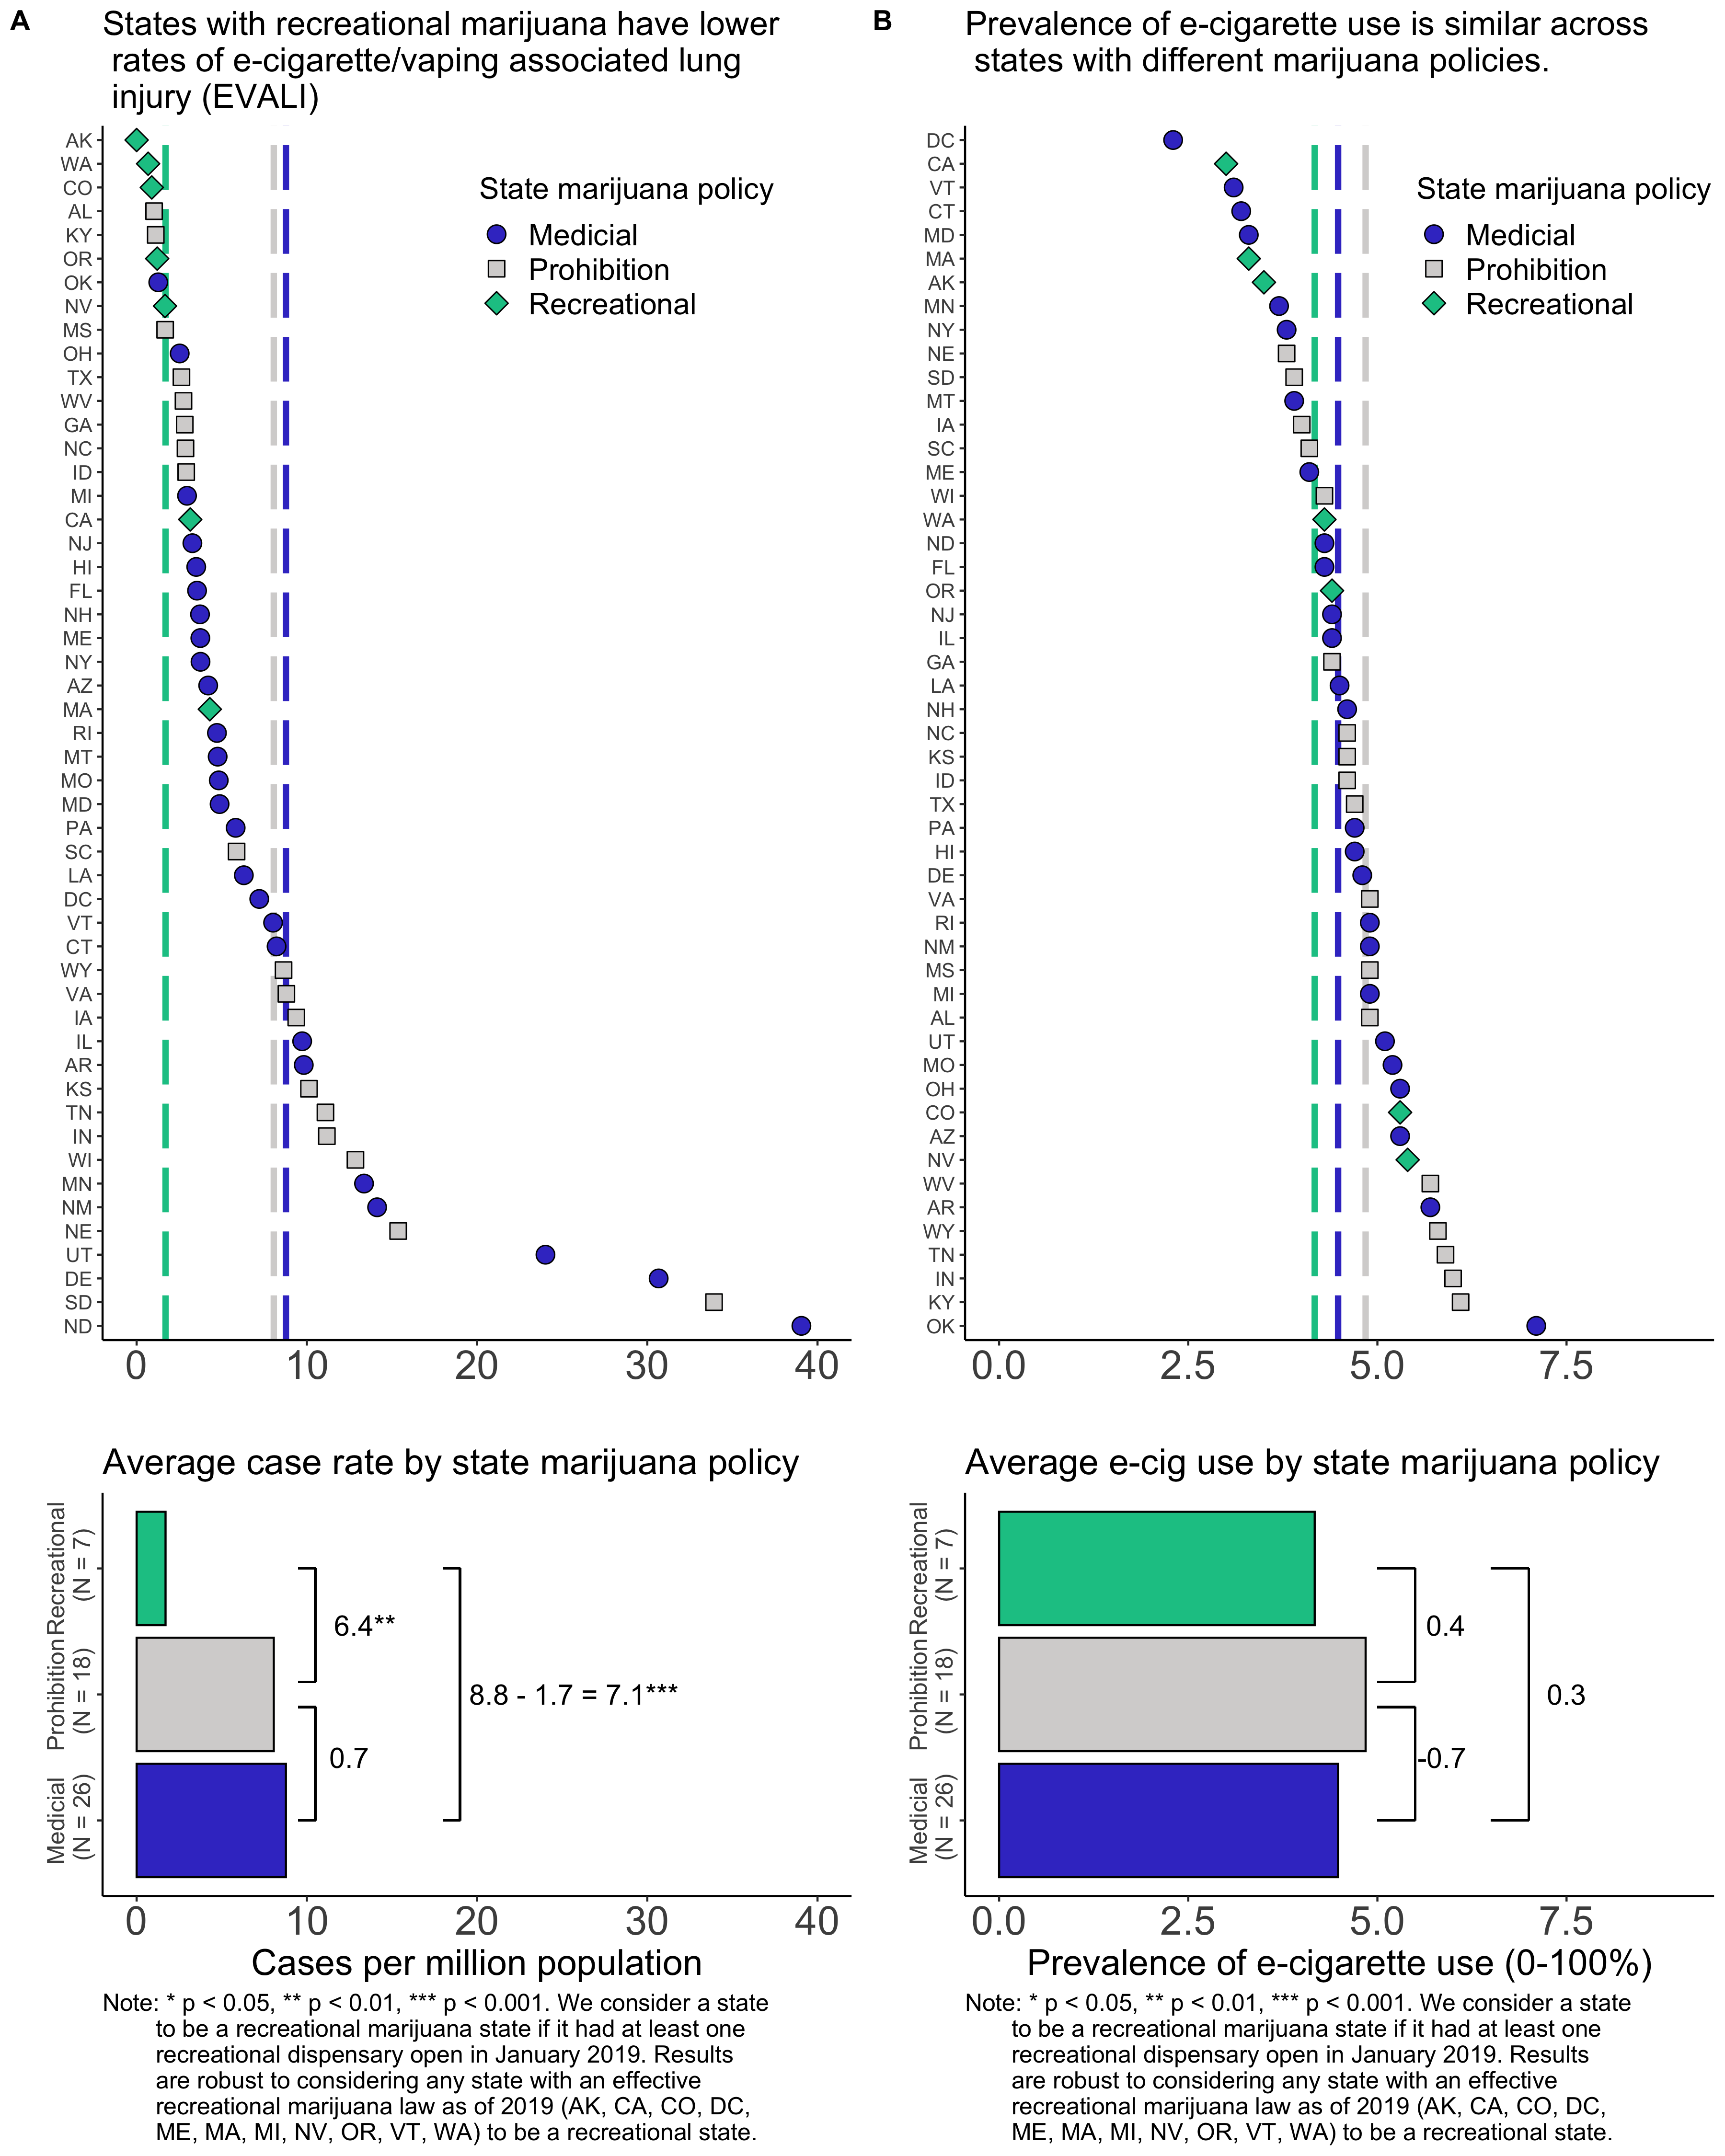 A
States with recreational marijuana have lower
rates of e-cigarette/vaping associated lung
injury (EVALI)
AK
WA
CO
AL
KY
OR
OK
NV
MS
OH
TX
WV
GA
NC
ID
MI
CA
NJ
HI
FL
NH
ME
NY
AZ
MA
RI
MT
MO
MD
PA
SC
LA
DC
VT
CT
WY
VA
IA
IL
AR
KS
TN
IN
WI
MN
NM
NE
UT
DE
SD
ND
State marijuana policy
Medicial
Prohibition
Recreational
0 10 20 30 40
Average case rate by state marijuana policy
Recreational
(N = 7)
Prohibition
(N = 18)
Medicial
(N = 26)
6.4**
8.8 - 1.7 = 7.1***
0.7
0 10 20 30 40
Cases per million population
Note: * p < 0.05, ** p < 0.01, *** p < 0.001. We consider a state
to be a recreational marijuana state if it had at least one
recreational dispensary open in January 2019. Results
are robust to considering any state with an effective
recreational marijuana law as of 2019 (AK, CA, CO, DC,
ME, MA, MI, NV, OR, VT, WA) to be a recreational state.
B
Prevalence of e-cigarette use is similar across
states with different marijuana policies.
DC
CA
VT
CT
MD
MA
AK
MN
NY
NE
SD
MT
IA
SC
ME
WI
WA
ND
FL
OR
NJ
IL
GA
LA
NH
NC
KS
ID
TX
PA
HI
DE
VA
RI
NM
MS
MI
AL
UT
MO
OH
CO
AZ
NV
WV
AR
WY
TN
IN
KY
OK
State marijuana policy
Medicial
Prohibition
Recreational
0.0 2.5 5.0 7.5
Average e-cig use by state marijuana policy
Recreational
(N = 7)
Prohibition
(N = 18)
Medicial
(N = 26)
0.4
0.3
-0.7
0.0 2.5 5.0 7.5
Prevalence of e-cigarette use (0-100%)
Note: * p < 0.05, ** p < 0.01, *** p < 0.001. We consider a state
to be a recreational marijuana state if it had at least one
recreational dispensary open in January 2019. Results
are robust to considering any state with an effective
recreational marijuana law as of 2019 (AK, CA, CO, DC,
ME, MA, MI, NV, OR, VT, WA) to be a recreational state.